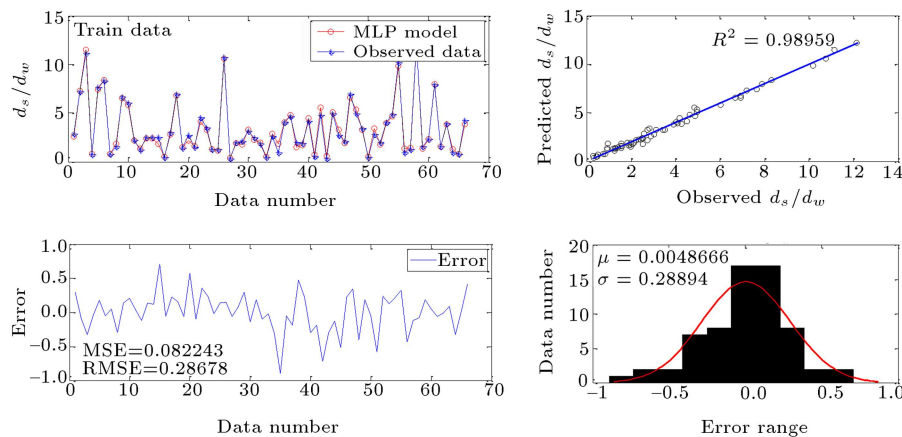 Train data
MLP model
Observed data
d_s/d_w
15
10
5
0
0 10 20 30 40 50 60 70
Data number
R² = 0.98959
Predicted d_s/d_w
15
10
5
0
2 4 6 8 10 12 14
Observed d_s/d_w
Error
Error
1.0
0.5
0.0
−0.5
−1.0
MSE=0.082243
RMSE=0.28678
0 10 20 30 40 50 60 70
Data number
μ = 0.0048666
σ = 0.28894
Data number
20
15
10
5
0
−1 −0.5 0.0 0.5 1.0
Error range